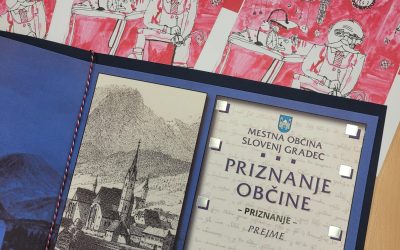 MESTNA OBČINA
SLOVENJ GRADEC
PRIZNANJE
OBČINE
- PRIZNANJE -
PREJME